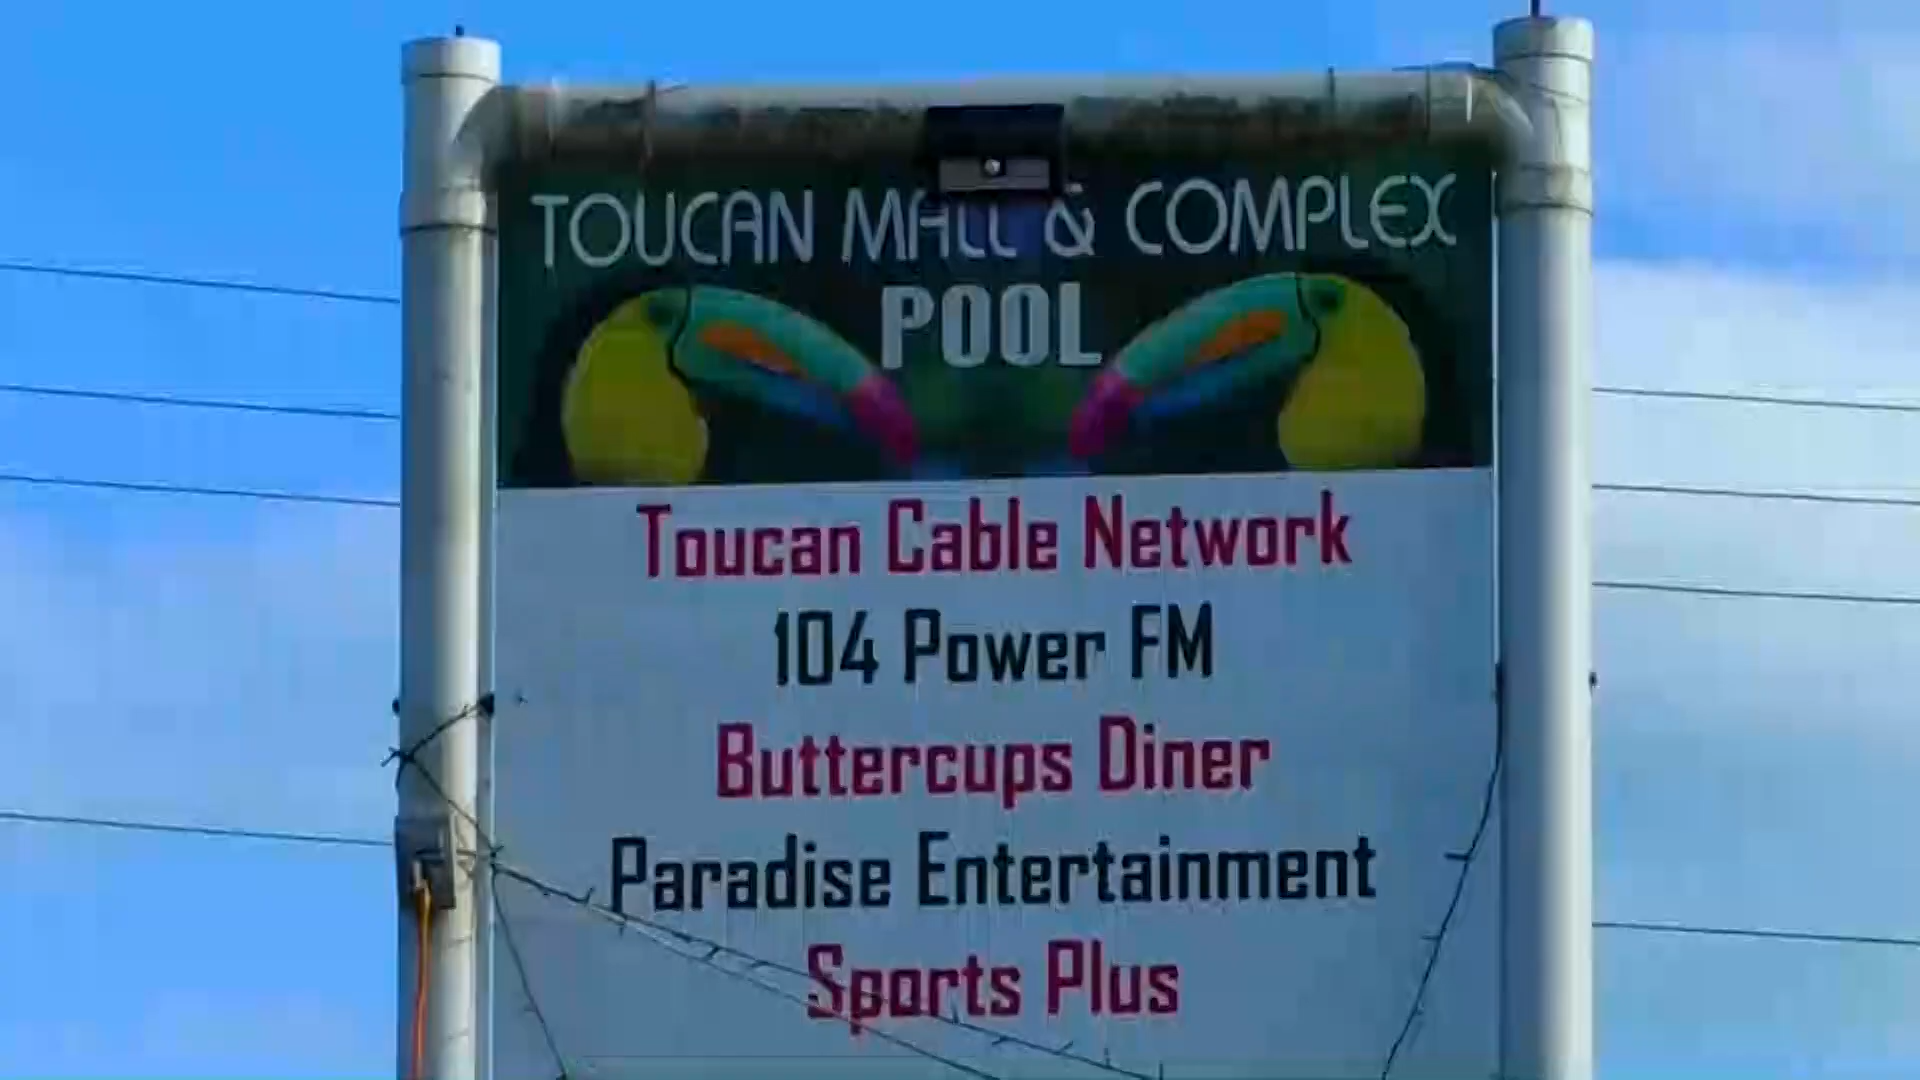 TOUCAN MALL & COMPLEX
POOL
Toucan Cable Network
104 Power FM
Buttercups Diner
Paradise Entertainment
Sports Plus